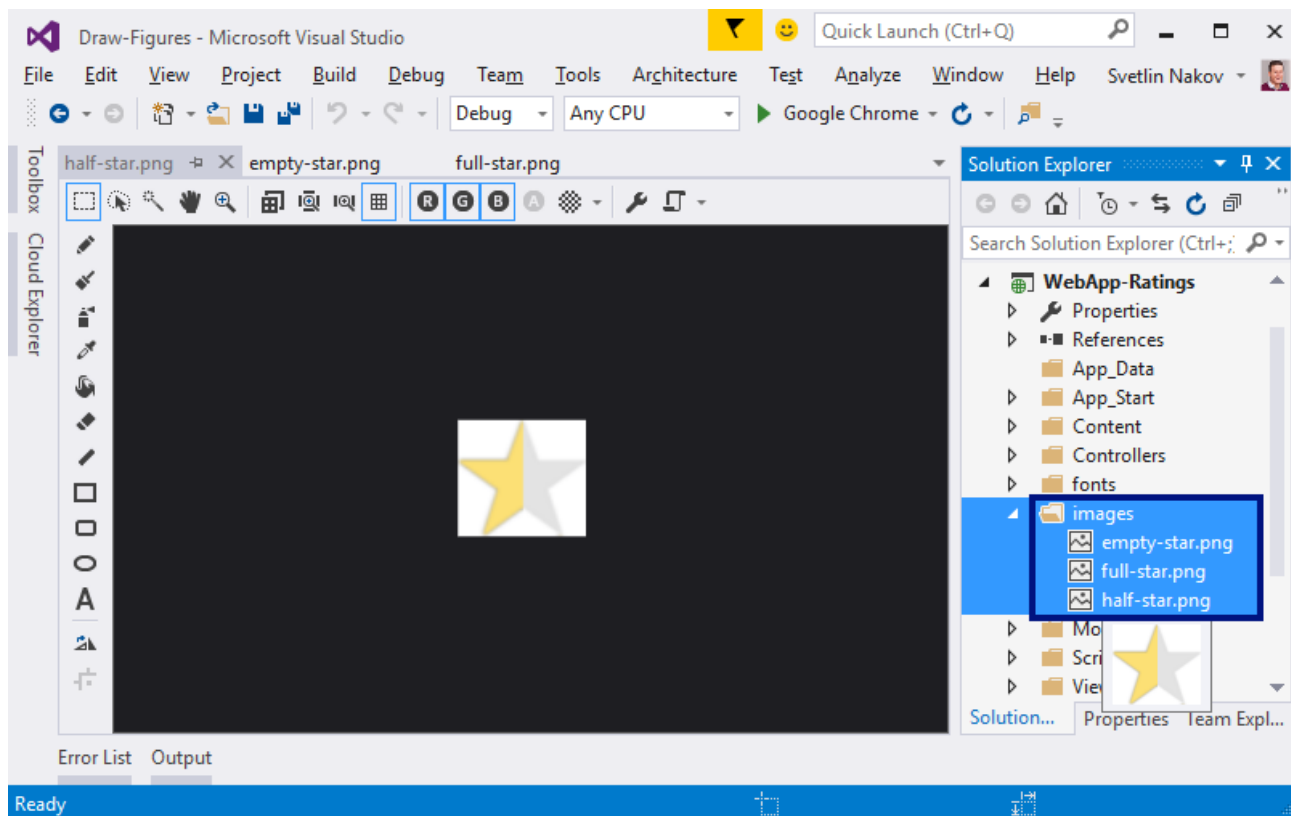 Draw-Figures - Microsoft Visual Studio
Quick Launch (Ctrl+Q)
File Edit View Project Build Debug Team Tools Architecture Test Analyze Window Help Svetlin Nakov
Debug Any CPU Google Chrome
Toolbox
Cloud Explorer
half-star.png empty-star.png full-star.png
R G B A
A
Solution Explorer
Search Solution Explorer (Ctrl+;
WebApp-Ratings
Properties
References
App_Data
App_Start
Content
Controllers
fonts
images
empty-star.png
full-star.png
half-star.png
Mo
Scri
Vie
Solution... Properties Team Expl...
Error List Output
Ready